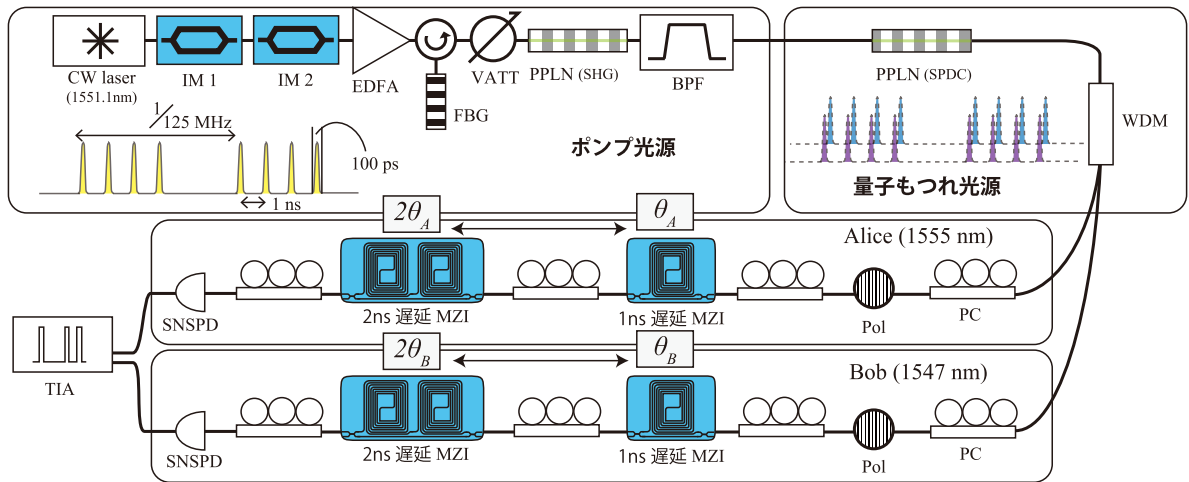 CW laser
(1551.1nm)
IM 1
IM 2
EDFA
FBG
VATT
PPLN (SHG)
BPF
1/125 MHz
100 ps
1 ns
ポンプ光源
PPLN (SPDC)
WDM
量子もつれ光源
2θA
θA
Alice (1555 nm)
SNSPD
2ns 遅延 MZI
1ns 遅延 MZI
Pol
PC
TIA
2θB
θB
Bob (1547 nm)
SNSPD
2ns 遅延 MZI
1ns 遅延 MZI
Pol
PC